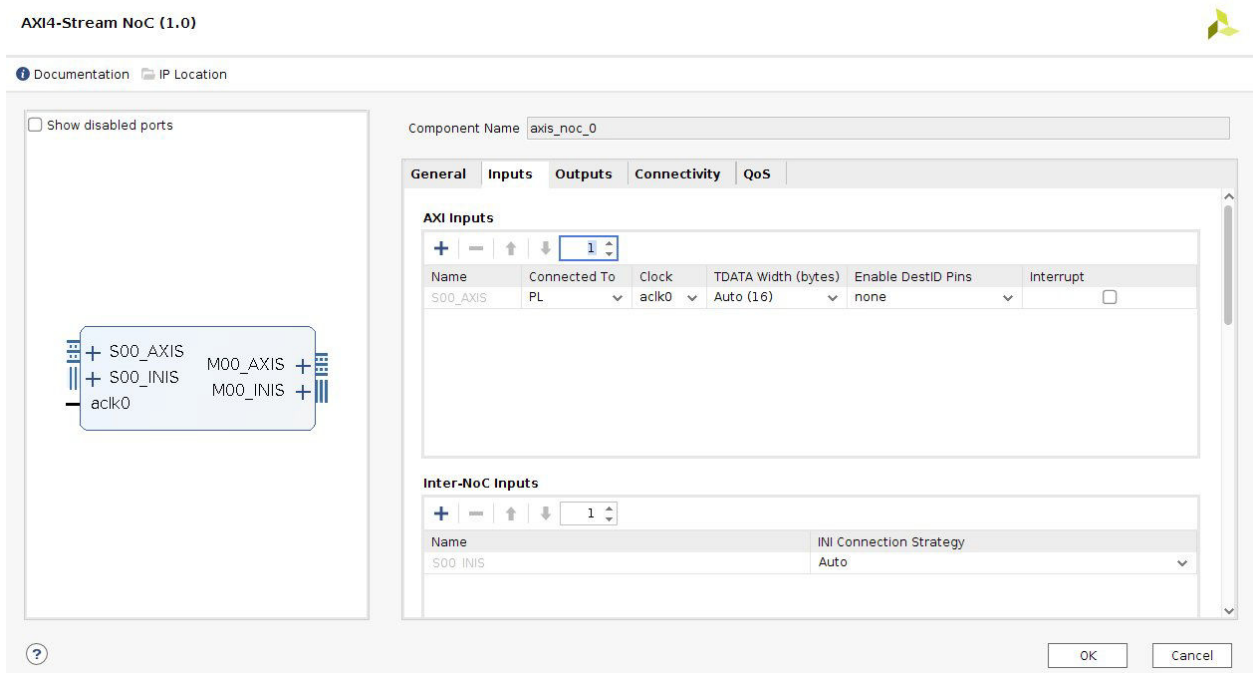 AXI4-Stream NoC (1.0)
Documentation IP Location
Show disabled ports
S00_AXIS
S00_INIS
aclk0
M00_AXIS
M00_INIS
Component Name axis_noc_0
General Inputs Outputs Connectivity QoS
AXI Inputs
1
Name Connected To Clock TDATA Width (bytes) Enable DestID Pins Interrupt
S00_AXIS PL aclk0 Auto (16) none
Inter-NoC Inputs
1
Name INI Connection Strategy
S00_INIS Auto
OK Cancel